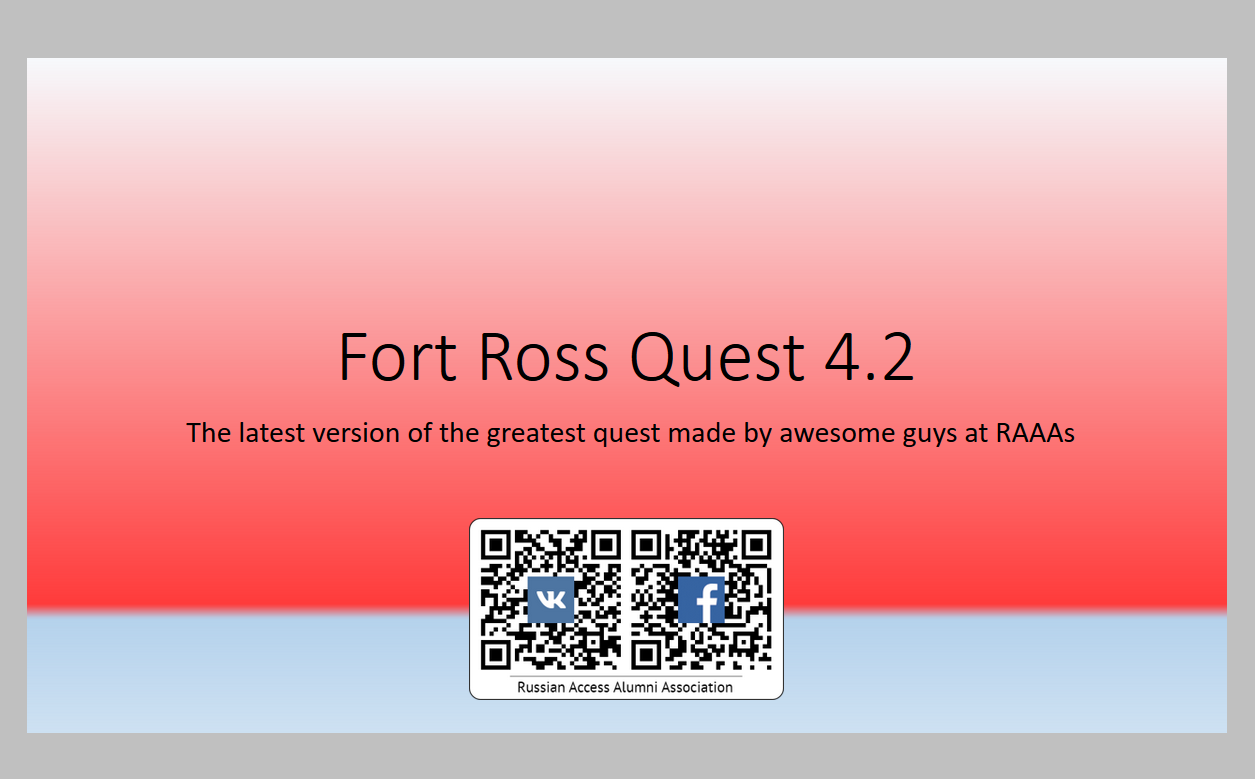 Fort Ross Quest 4.2
The latest version of the greatest quest made by awesome guys at RAAAs
Russian Access Alumni Association